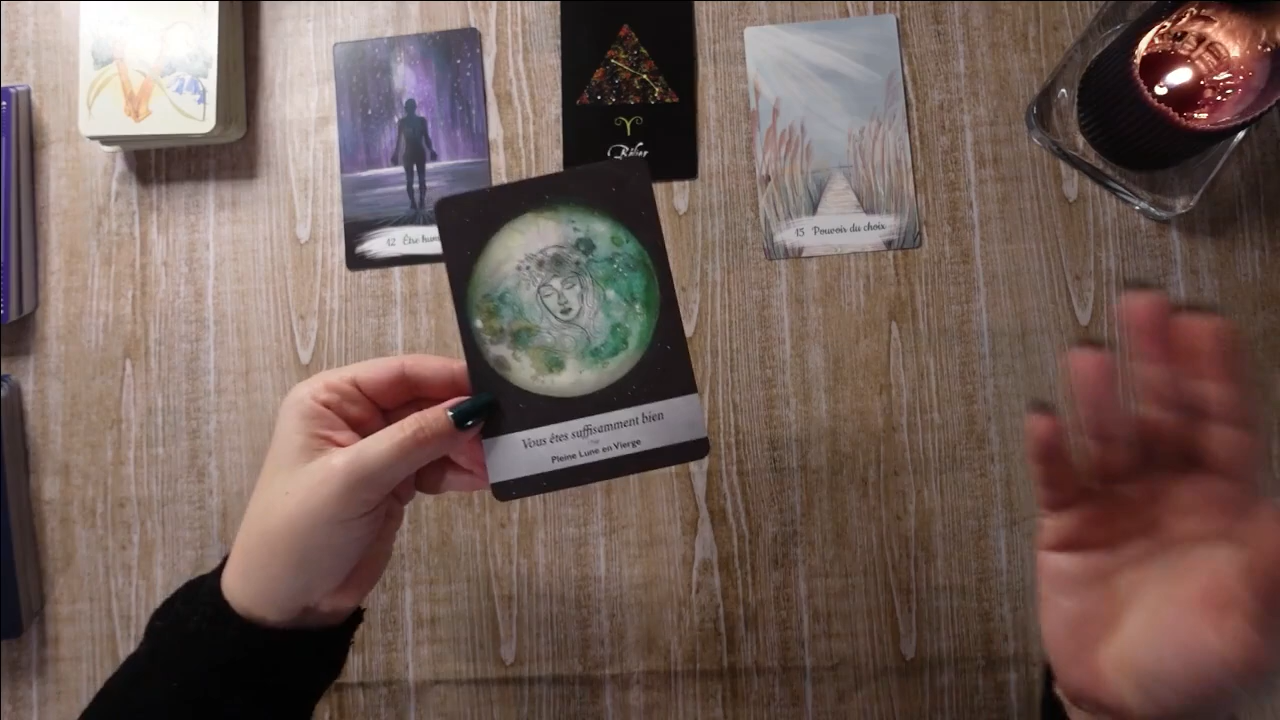 12 Être hum
Bélier
15 Pouvoir du choix
Vous êtes suffisamment bien
Pleine Lune en Vierge